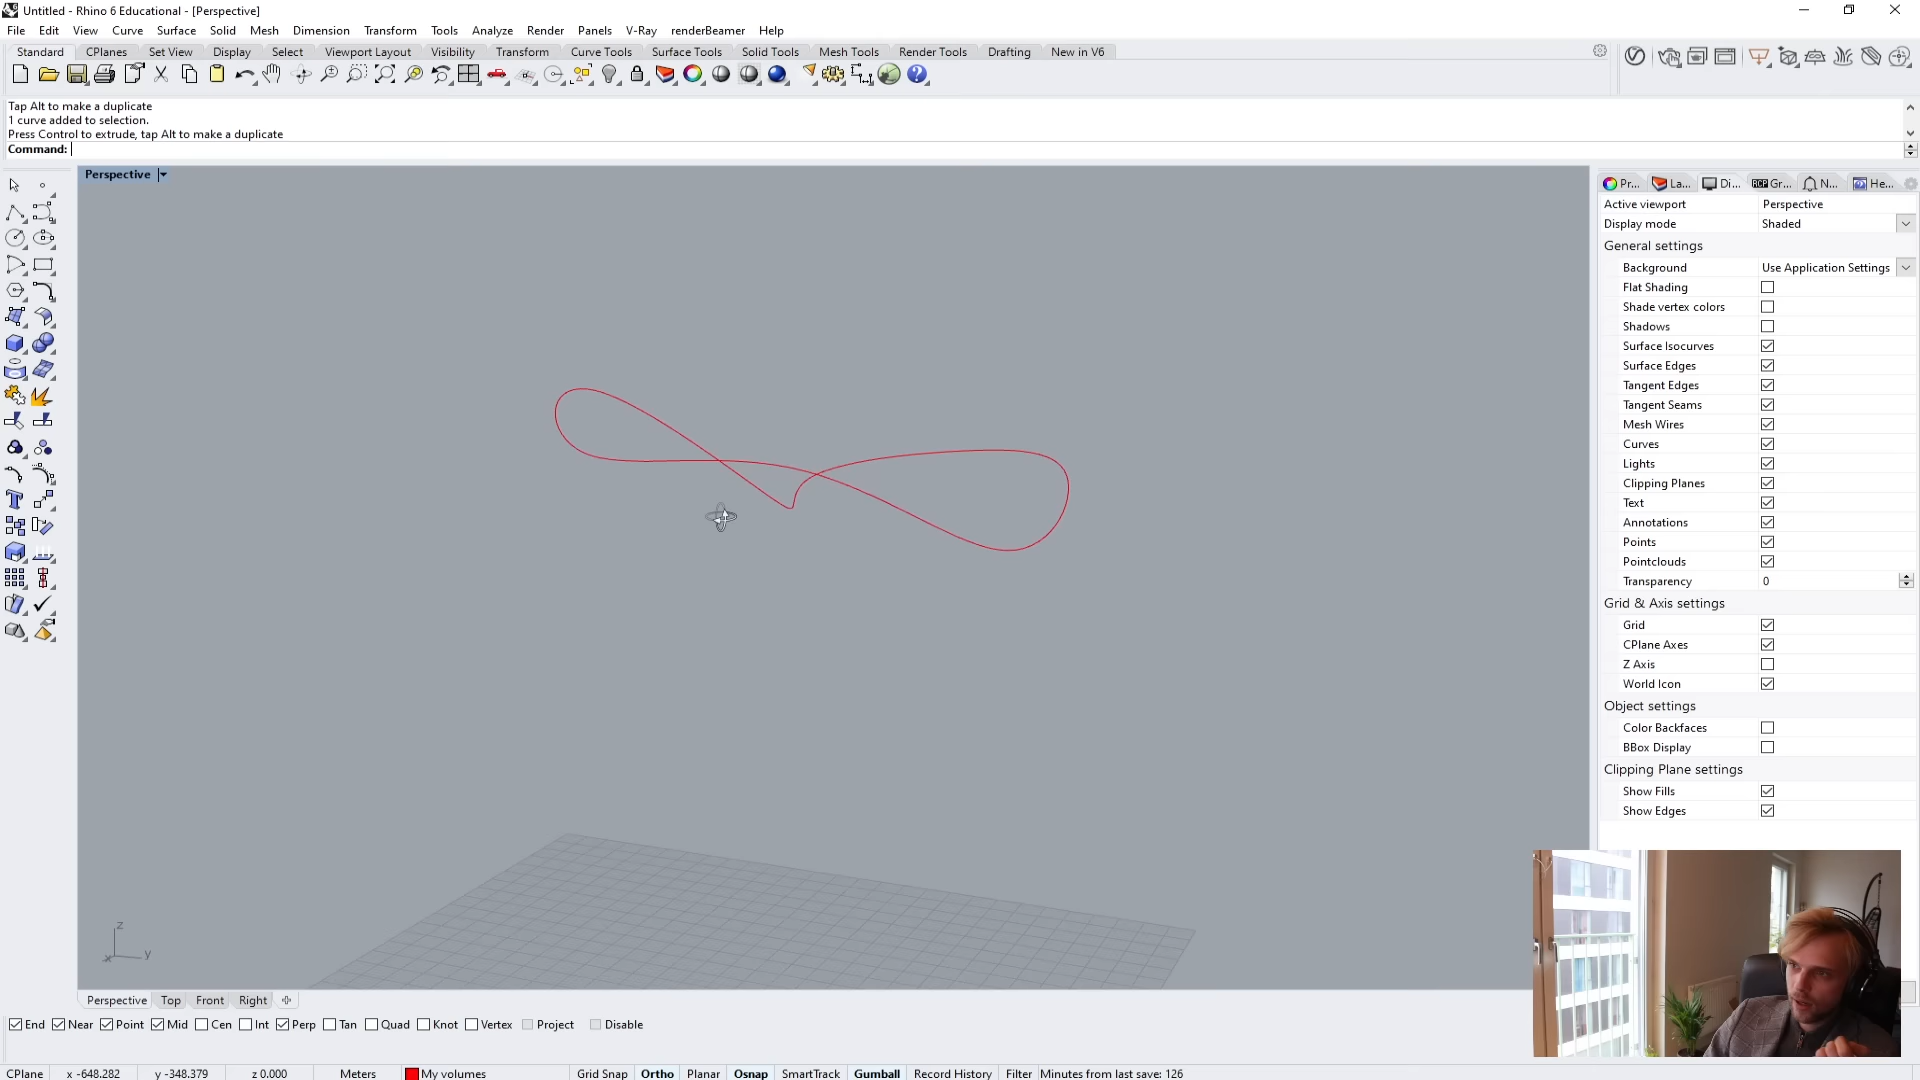 Untitled - Rhino 6 Educational - [Perspective]
File Edit View Curve Surface Solid Mesh Dimension Transform Tools Analyze Render Panels V-Ray renderBeamer Help
Standard CPlanes Set View Display Select Viewport Layout Visibility Transform Curve Tools Surface Tools Solid Tools Mesh Tools Render Tools Drafting New in V6
Tap Alt to make a duplicate
1 curve added to selection.
Press Control to extrude, tap Alt to make a duplicate
Command:
Perspective
Pr... La... Di... Gr... N... He...
Active viewport Perspective
Display mode Shaded
General settings
Background Use Application Settings
Flat Shading
Shade vertex colors
Shadows
Surface Isocurves
Surface Edges
Tangent Edges
Tangent Seams
Mesh Wires
Curves
Lights
Clipping Planes
Text
Annotations
Points
Pointclouds
Transparency 0
Grid & Axis settings
Grid
CPlane Axes
Z Axis
World Icon
Object settings
Color Backfaces
BBox Display
Clipping Plane settings
Show Fills
Show Edges
z
x y
Perspective Top Front Right
End Near Point Mid Cen Int Perp Tan Quad Knot Vertex Project Disable
CPlane x -648.282 y -348.379 z 0.000 Meters My volumes Grid Snap Ortho Planar Osnap SmartTrack Gumball Record History Filter Minutes from last save: 126